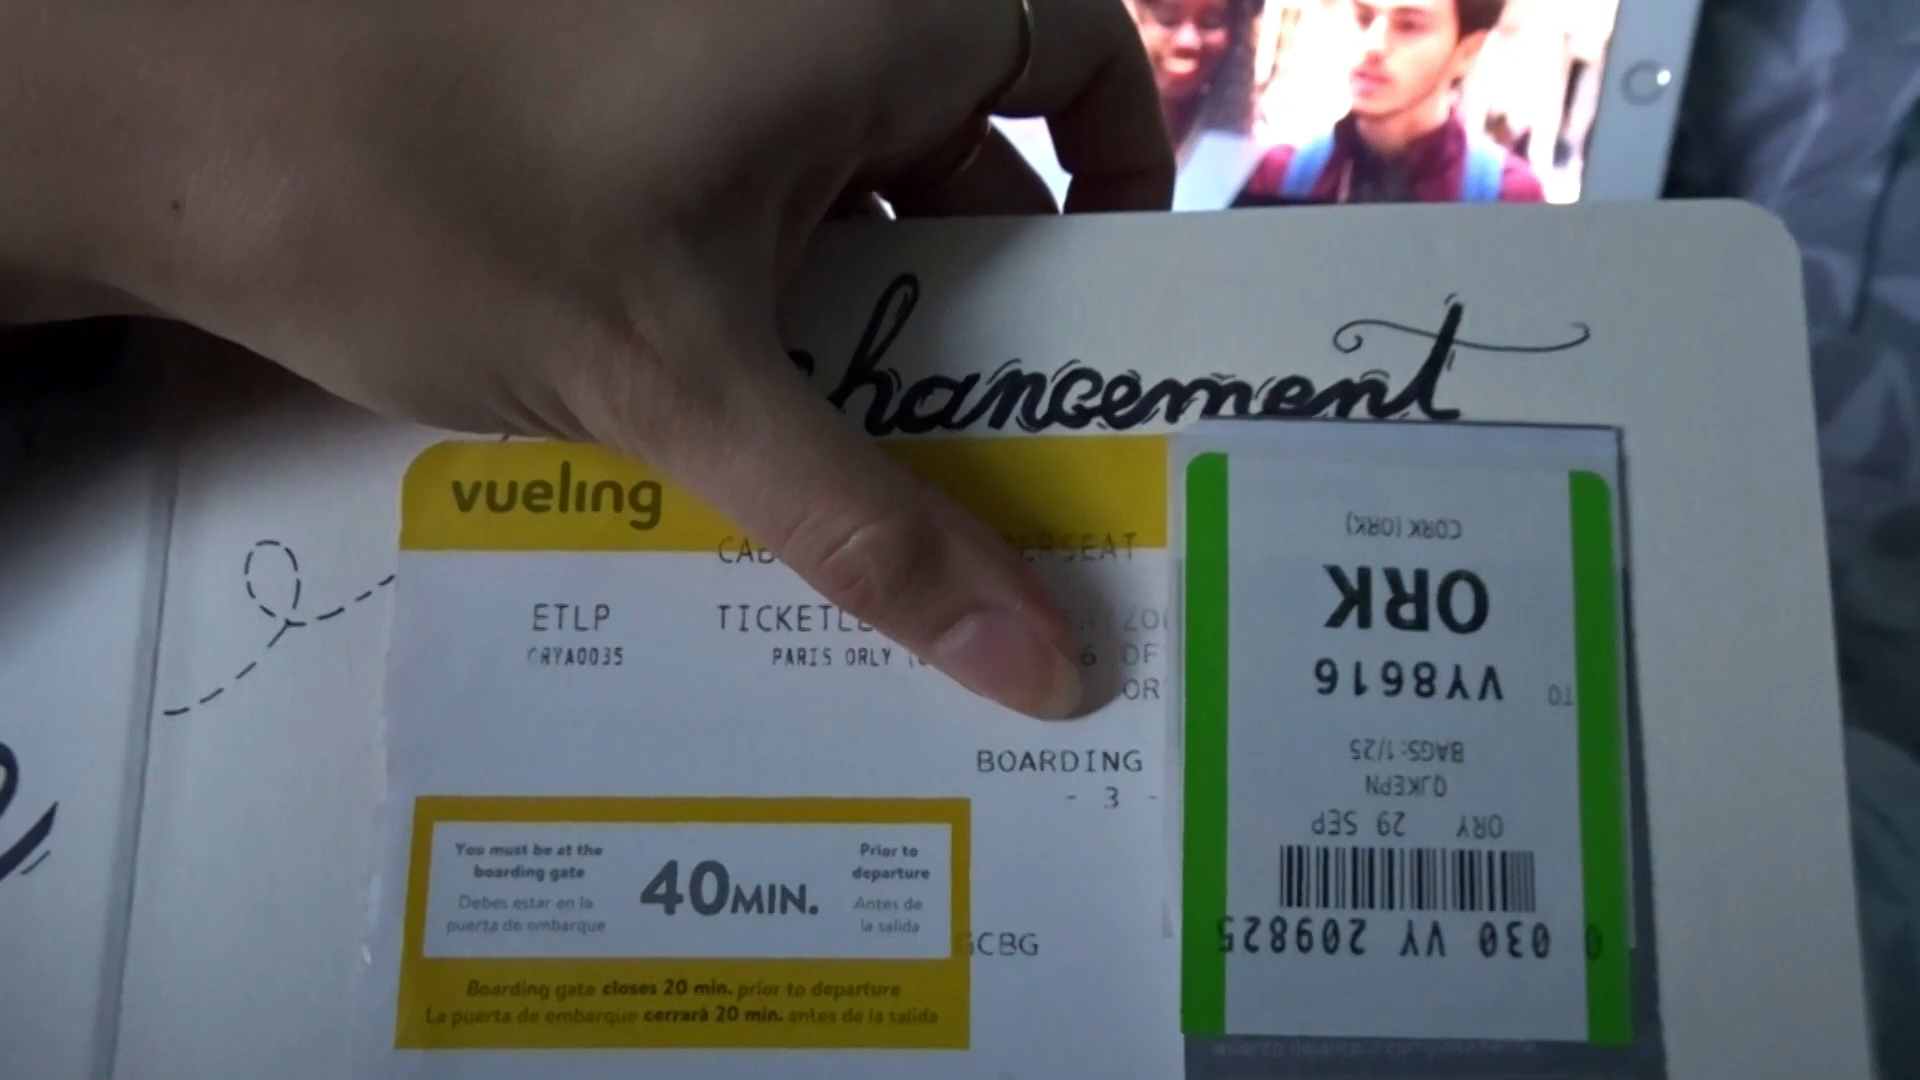 hancement
vueling
ETLP
TICKETL
ORYA0035
PARIS ORLY
BOARDING
- 3 -
You must be at the
boarding gate
Debes estar en la
puerta de embarque
40MIN.
Prior to
departure
Antes de
la salida
GCBG
Boarding gate closes 20 min. prior to departure
La puerta de embarque cerrará 20 min. antes de la salida
CORK (ORK)
ORK
TO
VY8616
BAGS:1/25
QJKEPN
ORY 29 SEP
0 030 VY 209825